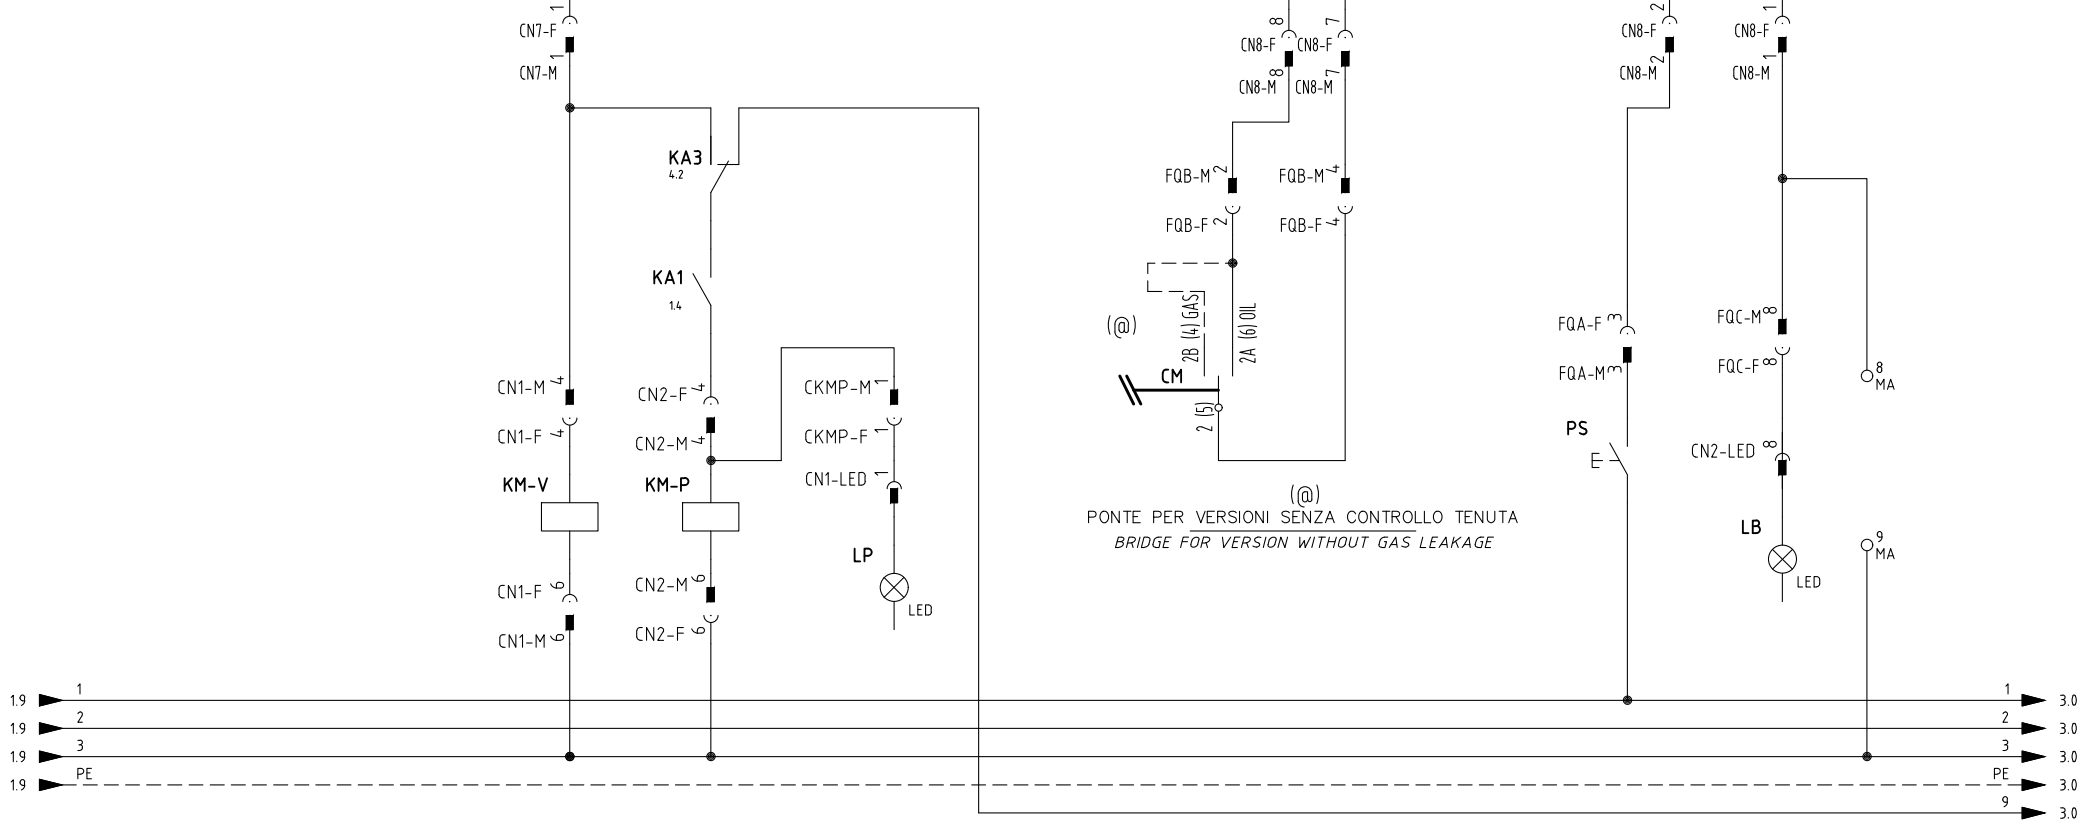 1
CN7-F
1
CN7-M
8
CN8-F
8
CN8-M
7
CN8-F
7
CN8-M
2
CN8-F
2
CN8-M
1
CN8-F
1
CN8-M
KA3
4.2
FQB-M 2
FQB-F 2
FQB-M 4
FQB-F 4
KA1
1.4
(@)
2B (4) GAS
2A (6) OIL
CM
2 (5)
FQA-F 3
FQA-M 3
FQC-M 8
FQC-F 8
8
MA
CN1-M 4
CN1-F 4
CN2-F 4
CN2-M 4
CKMP-M 1
CKMP-F 1
CN1-LED 1
PS
CN2-LED 8
KM-V
KM-P
(@)
PONTE PER VERSIONI SENZA CONTROLLO TENUTA
BRIDGE FOR VERSION WITHOUT GAS LEAKAGE
LB
LED
9
MA
LP
LED
CN1-F 6
CN1-M 6
CN2-M 6
CN2-F 6
1.9 1 1 3.0
1.9 2 2 3.0
1.9 3 3 3.0
1.9 PE PE 3.0
9 3.0